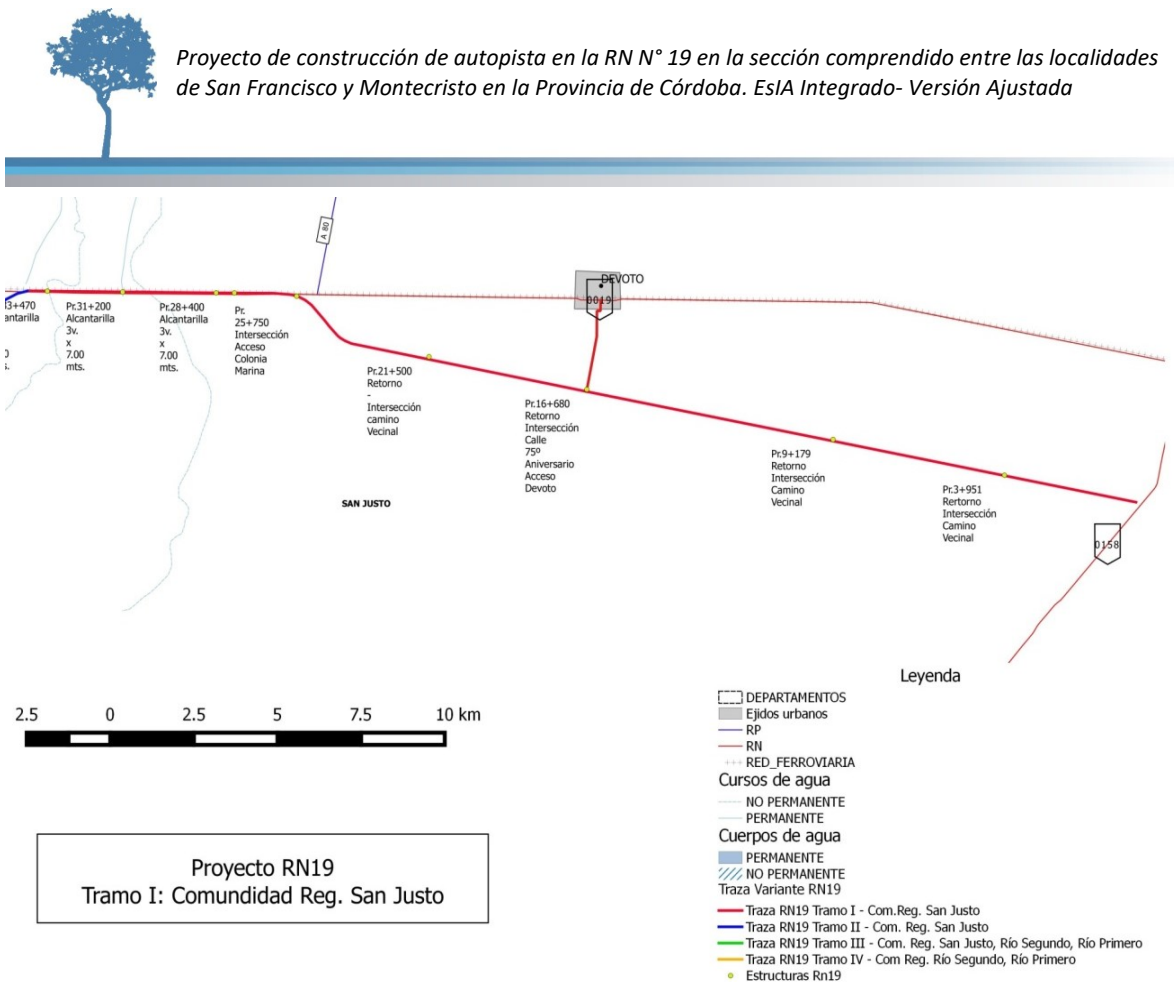 Proyecto de construcción de autopista en la RN N° 19 en la sección comprendido entre las localidades
de San Francisco y Montecristo en la Provincia de Córdoba. EsIA Integrado- Versión Ajustada
A 80
DEVOTO
0019
3+470
antarilla
Pr.31+200
Alcantarilla
3v.
x
7.00
mts.
Pr.28+400
Alcantarilla
3v.
x
7.00
mts.
Pr.
25+750
Intersección
Acceso
Colonia
Marina
Pr.21+500
Retorno
-
Intersección
camino
Vecinal
Pr.16+680
Retorno
Intersección
Calle
75º
Aniversario
Acceso
Devoto
Pr.9+179
Retorno
Intersección
Camino
Vecinal
Pr.3+951
Rertorno
Intersección
Camino
Vecinal
0158
SAN JUSTO
Leyenda
DEPARTAMENTOS
Ejidos urbanos
RP
RN
RED_FERROVIARIA
Cursos de agua
NO PERMANENTE
PERMANENTE
Cuerpos de agua
PERMANENTE
NO PERMANENTE
Traza Variante RN19
Traza RN19 Tramo I - Com.Reg. San Justo
Traza RN19 Tramo II - Com. Reg. San Justo
Traza RN19 Tramo III - Com. Reg. San Justo, Río Segundo, Río Primero
Traza RN19 Tramo IV - Com Reg. Río Segundo, Río Primero
Estructuras Rn19
2.5 0 2.5 5 7.5 10 km
Proyecto RN19
Tramo I: Comundidad Reg. San Justo